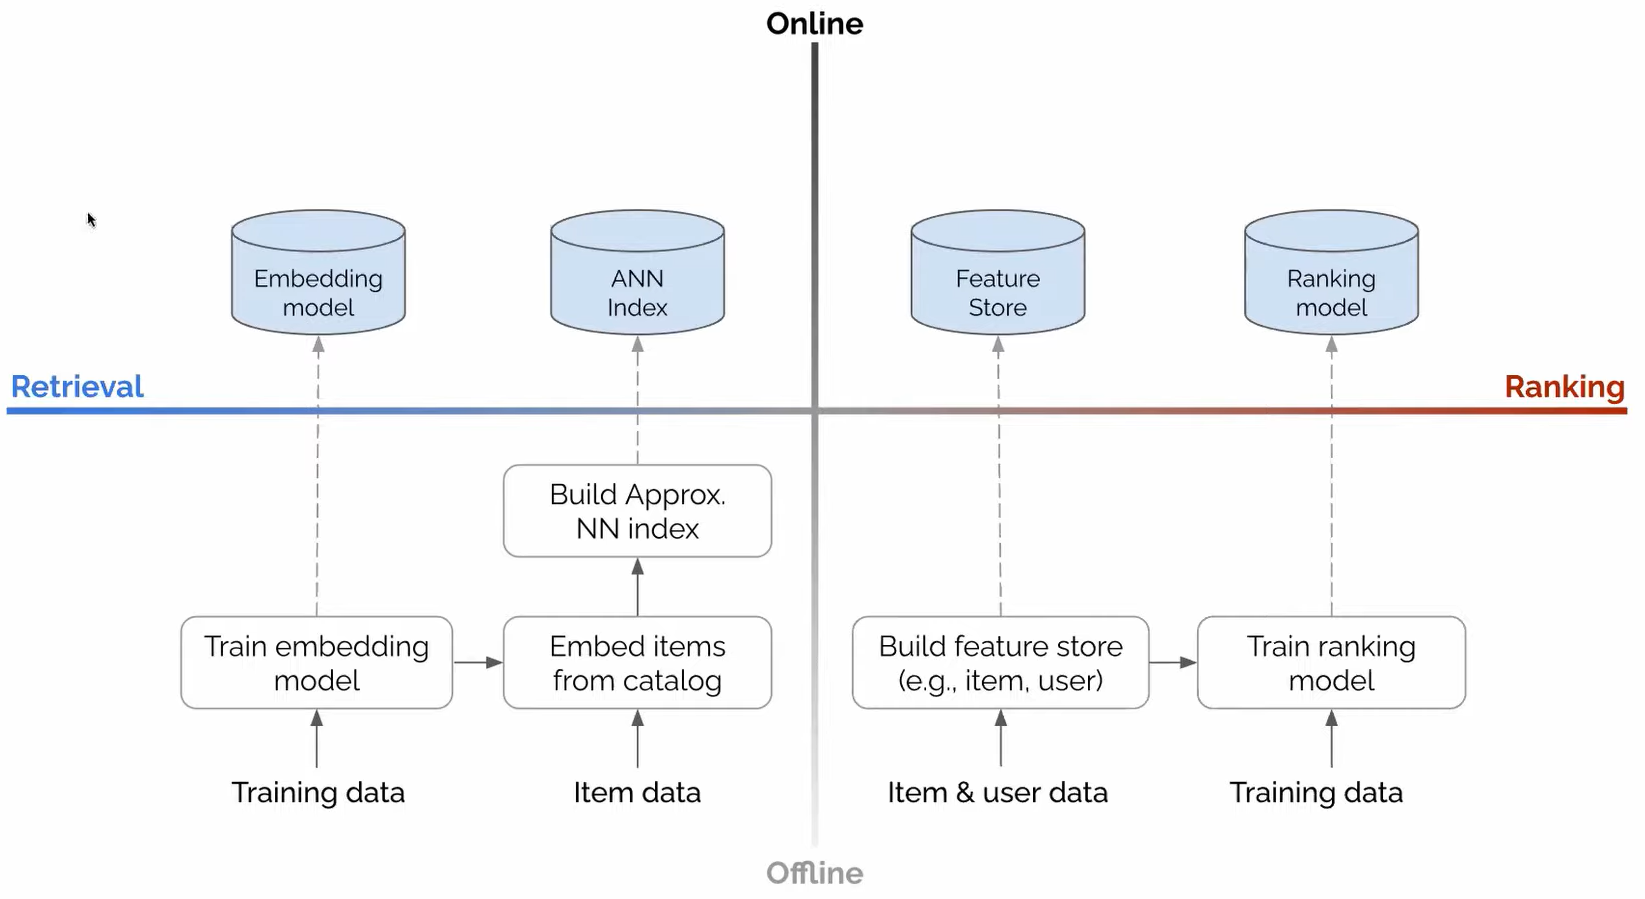 Online
Embedding
model
ANN
Index
Feature
Store
Ranking
model
Retrieval
Ranking
Build Approx.
NN index
Train embedding
model
Embed items
from catalog
Build feature store
(e.g., item, user)
Train ranking
model
Training data
Item data
Item & user data
Training data
Offline